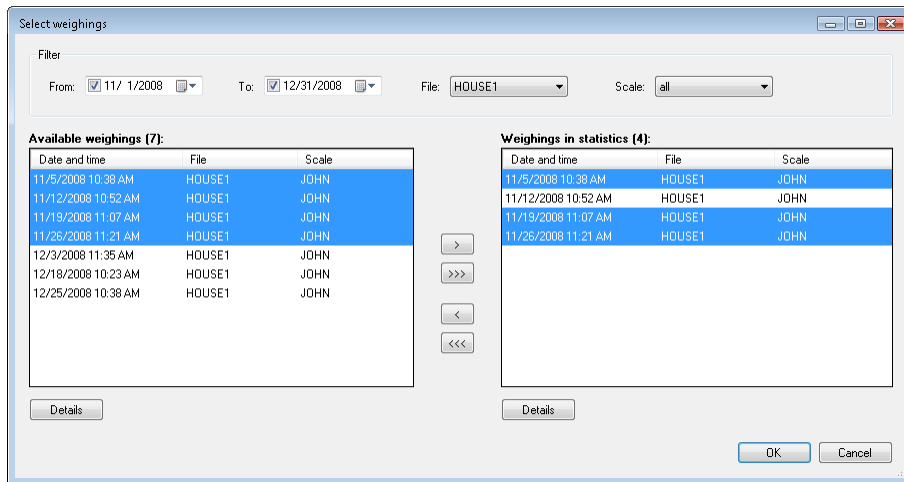 Select weighings
Filter
From: 11/ 1/2008 To: 12/31/2008 File: HOUSE1 Scale: all
Available weighings (7):
Date and time File Scale
11/5/2008 10:38 AM HOUSE1 JOHN
11/12/2008 10:52 AM HOUSE1 JOHN
11/19/2008 11:07 AM HOUSE1 JOHN
11/26/2008 11:21 AM HOUSE1 JOHN
12/3/2008 11:35 AM HOUSE1 JOHN
12/18/2008 10:23 AM HOUSE1 JOHN
12/25/2008 10:38 AM HOUSE1 JOHN
Details
>
>>>
<
<<<
Weighings in statistics (4):
Date and time File Scale
11/5/2008 10:38 AM HOUSE1 JOHN
11/12/2008 10:52 AM HOUSE1 JOHN
11/19/2008 11:07 AM HOUSE1 JOHN
11/26/2008 11:21 AM HOUSE1 JOHN
Details
OK Cancel